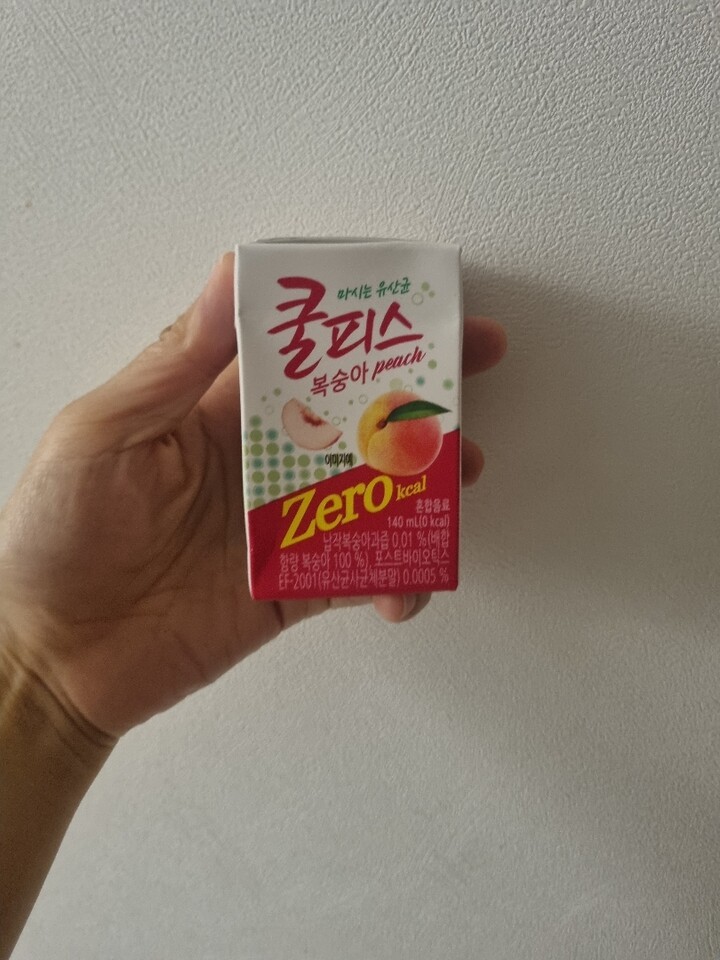 마시는 유산균
쿨피스
복숭아 peach
이미지예
Zero kcal
혼합음료
140 mL(0 kcal)
납작복숭아과즙 0.01 %(배합
함량 복숭아 100 %), 포스트바이오틱스
EF-2001(유산균사균체분말) 0.0005 %